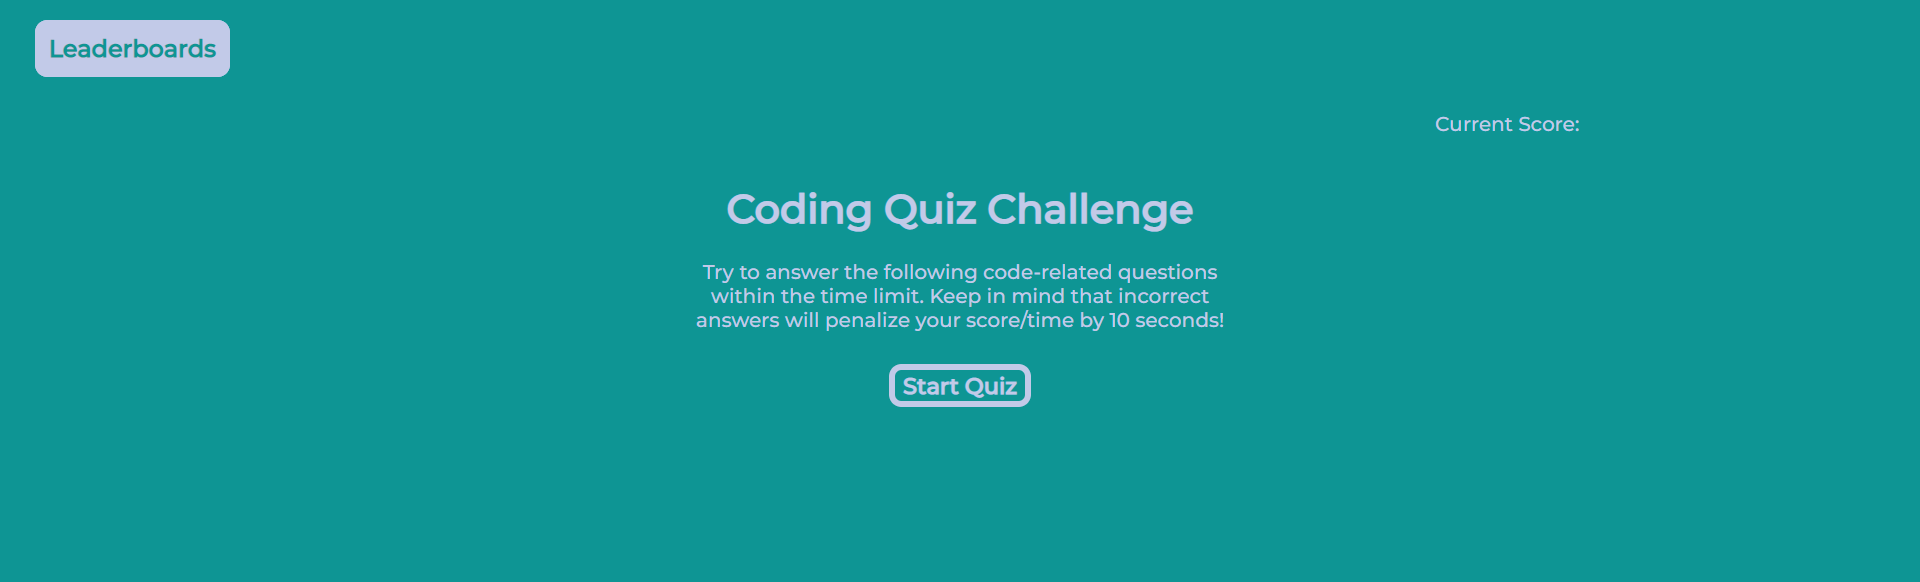 Leaderboards
Current Score:
Coding Quiz Challenge
Try to answer the following code-related questions
within the time limit. Keep in mind that incorrect
answers will penalize your score/time by 10 seconds!
Start Quiz